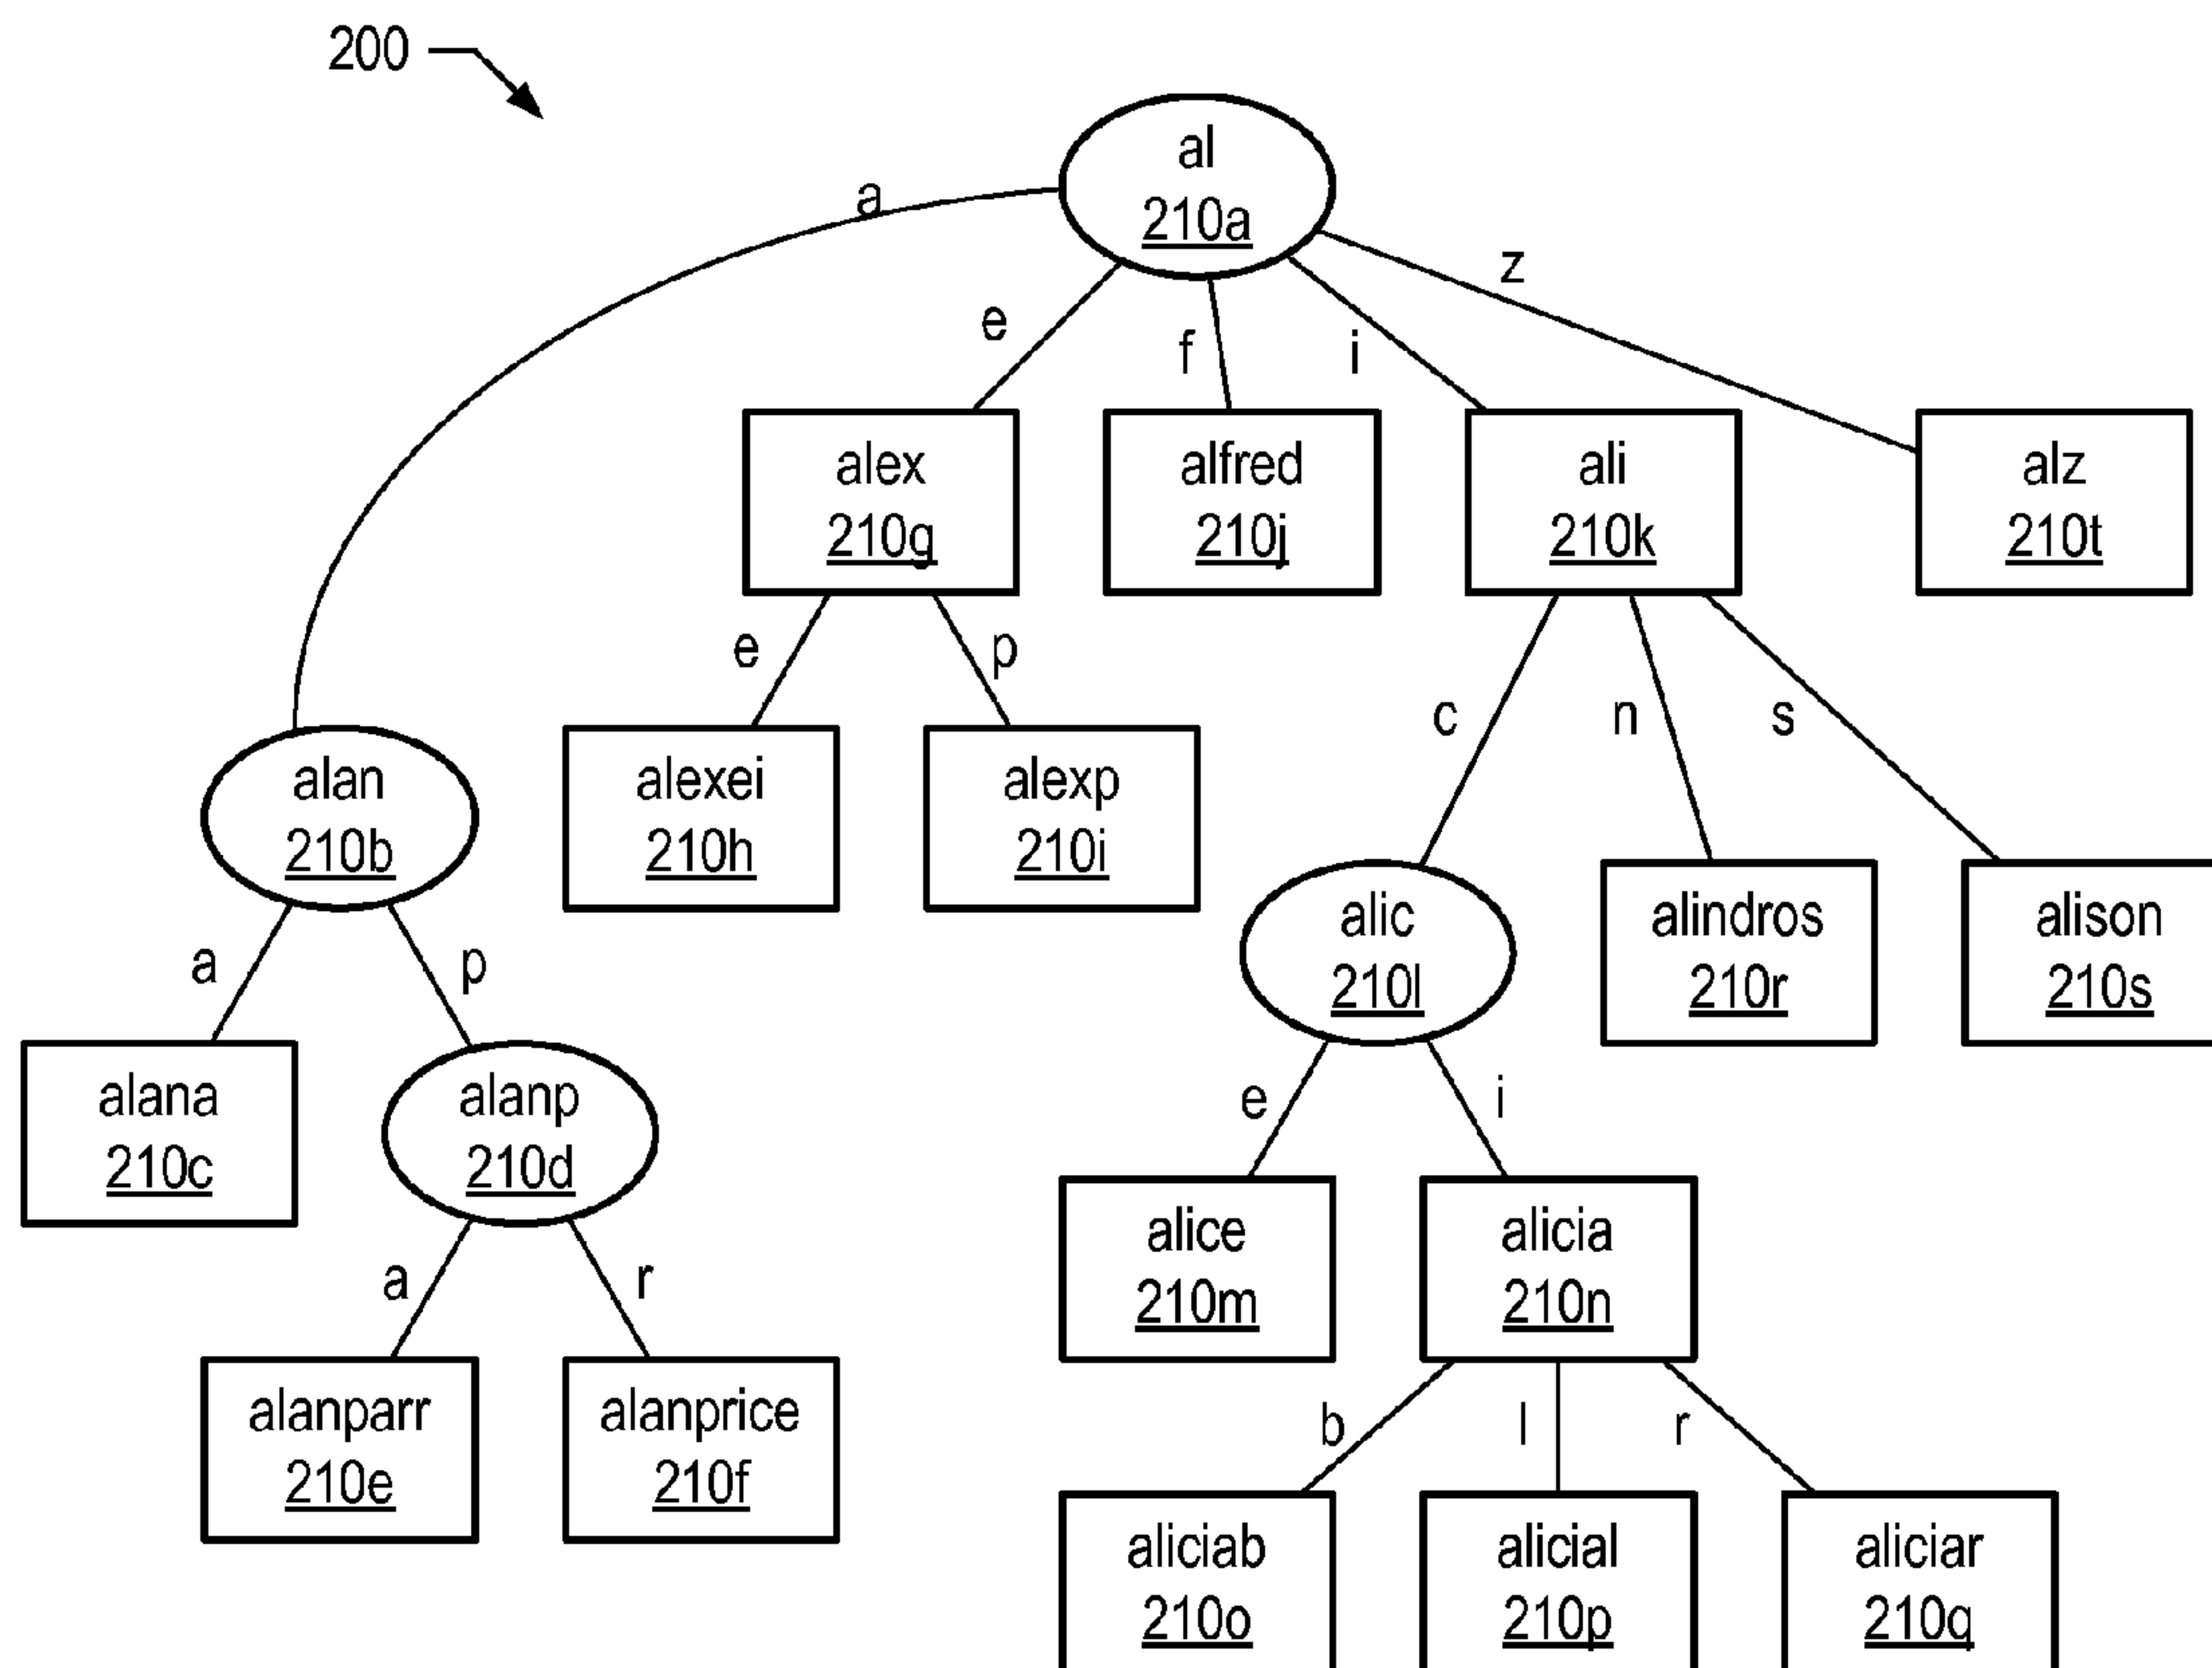 200
al
210a
a
e
f
i
z
alex
210g
alfred
210j
ali
210k
alz
210t
e
p
c
n
s
alan
210b
alexei
210h
alexp
210i
alic
210l
alindros
210r
alison
210s
a
p
e
i
alana
210c
alanp
210d
alice
210m
alicia
210n
a
r
b
l
r
alanparr
210e
alanprice
210f
aliciab
210o
alicial
210p
aliciar
210q